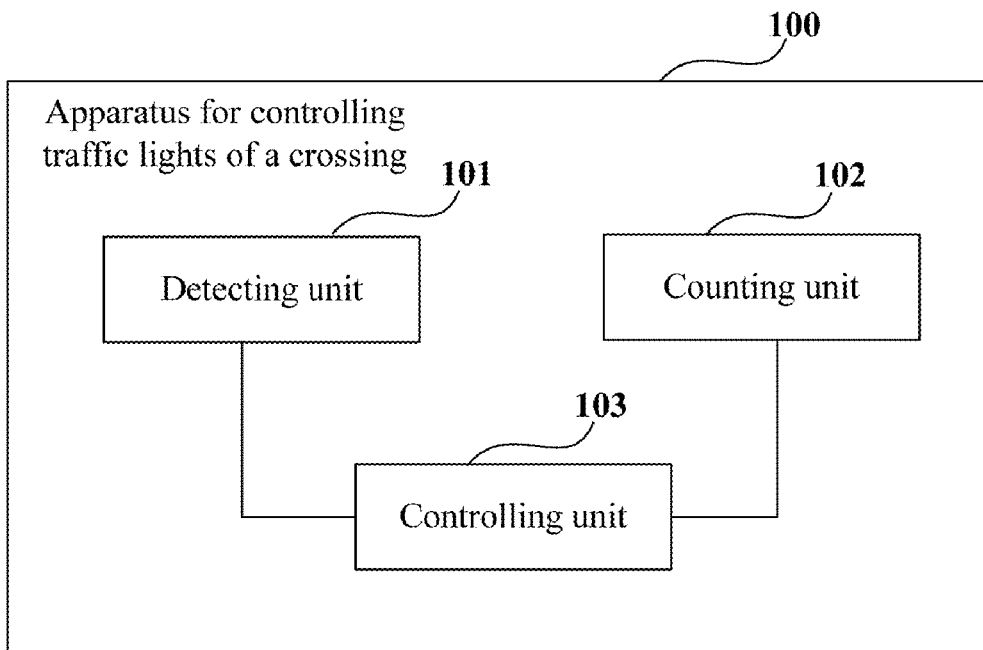 100
Apparatus for controlling
traffic lights of a crossing
101
102
Detecting unit
Counting unit
103
Controlling unit